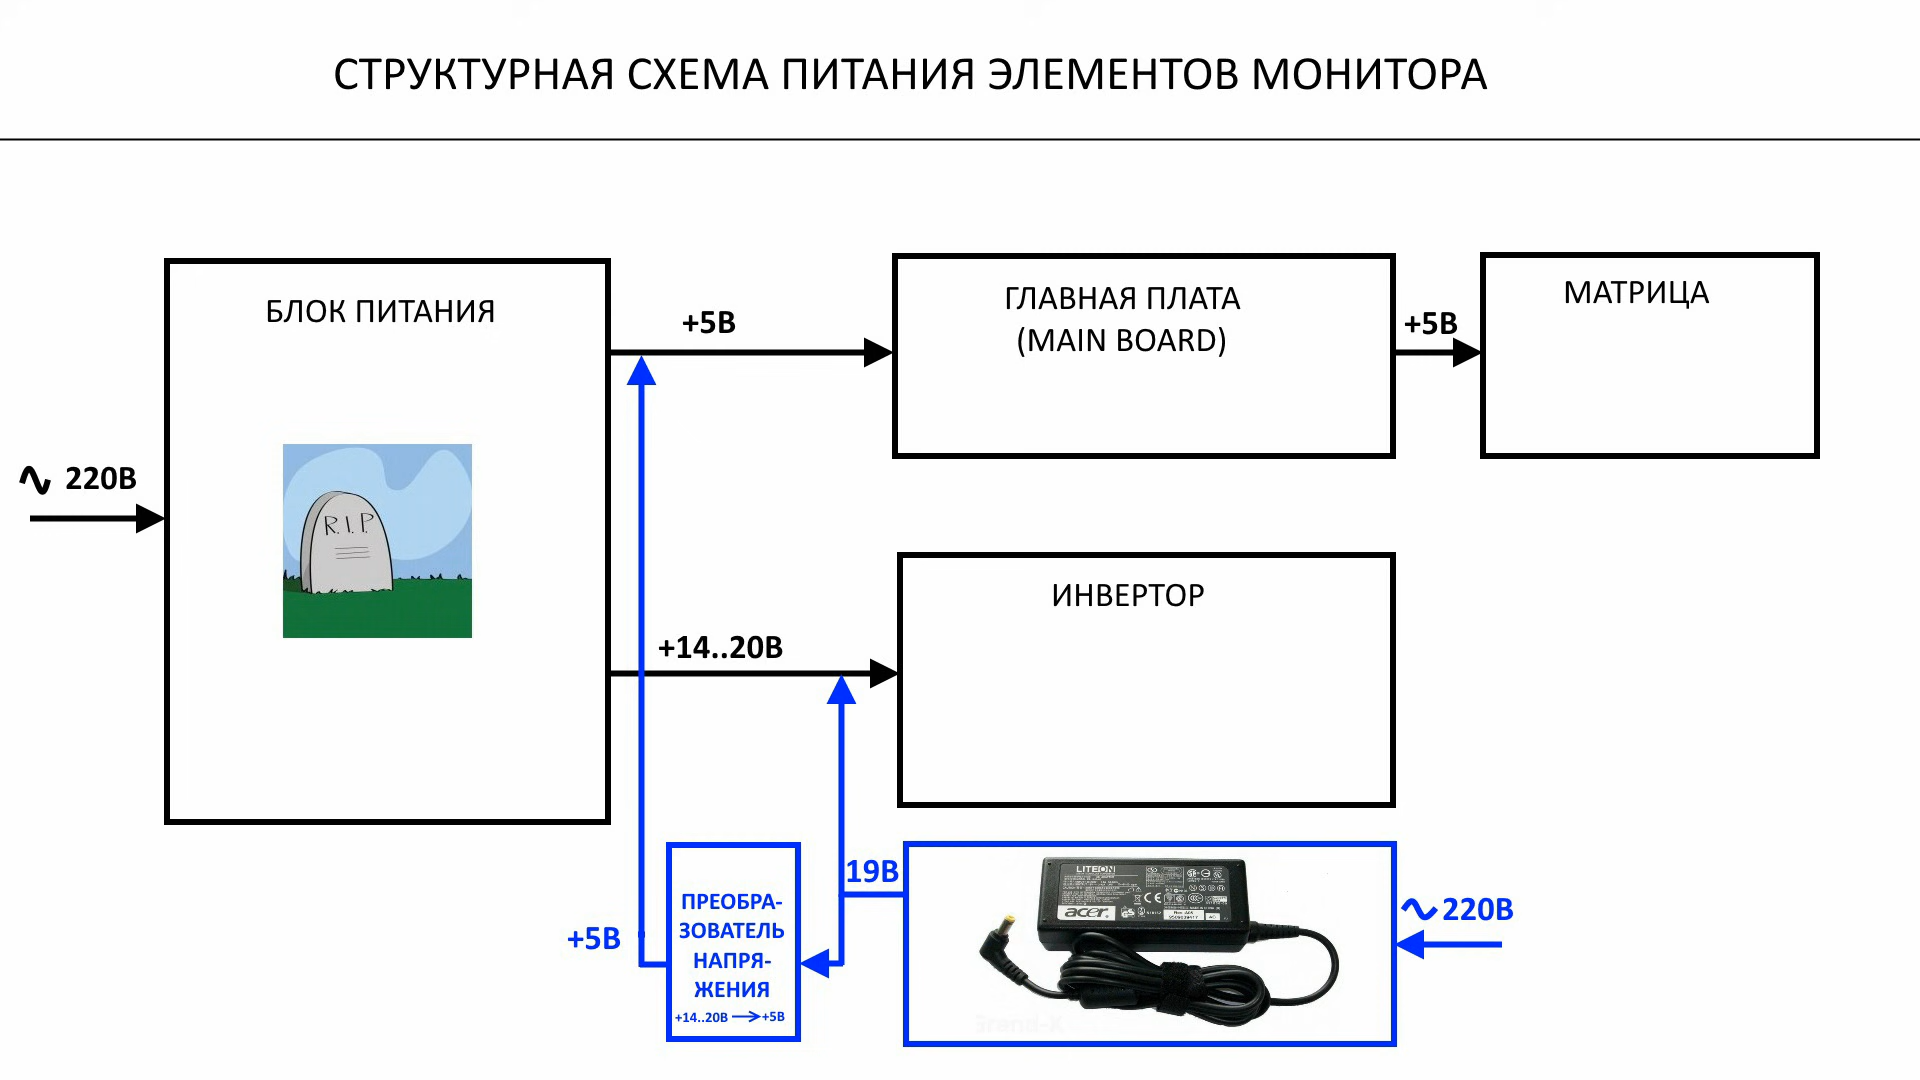 СТРУКТУРНАЯ СХЕМА ПИТАНИЯ ЭЛЕМЕНТОВ МОНИТОРА
БЛОК ПИТАНИЯ
R.I.P
220В
+5В
ГЛАВНАЯ ПЛАТА
(MAIN BOARD)
+5В
МАТРИЦА
+14..20В
ИНВЕРТОР
+5В
ПРЕОБРА-
ЗОВАТЕЛЬ
НАПРЯ-
ЖЕНИЯ
+14..20В +5В
19В
LITEON
acer
220В